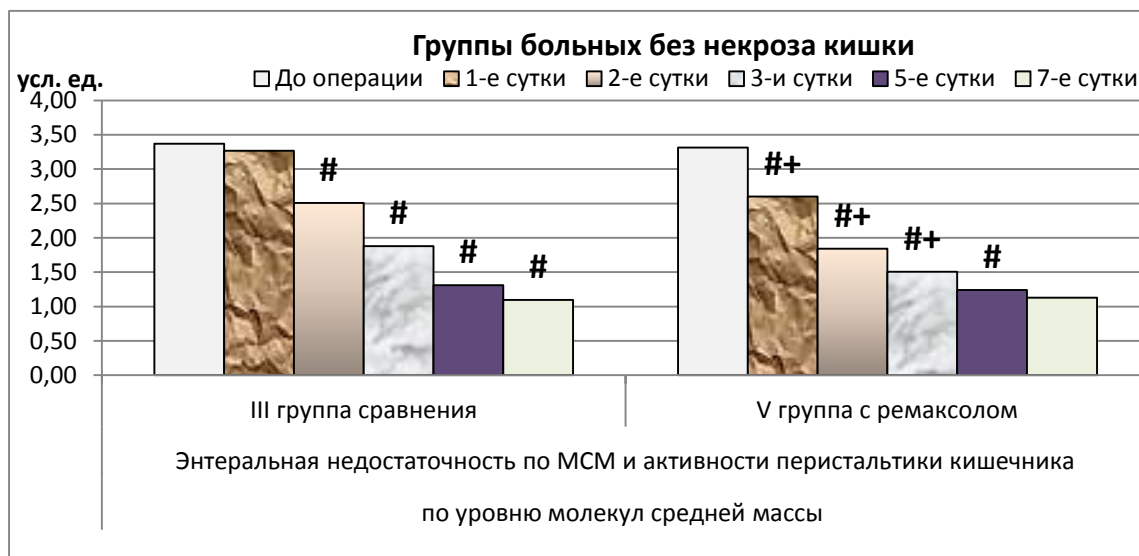 Группы больных без некроза кишки
усл. ед.
До операции 1-е сутки 2-е сутки 3-и сутки 5-е сутки 7-е сутки
4,00
3,50
3,00
2,50
2,00
1,50
1,00
0,50
0,00
# # # #
#+ #+ #+ #
III группа сравнения V группа с ремаксолом
Энтеральная недостаточность по МСМ и активности перистальтики кишечника
по уровню молекул средней массы